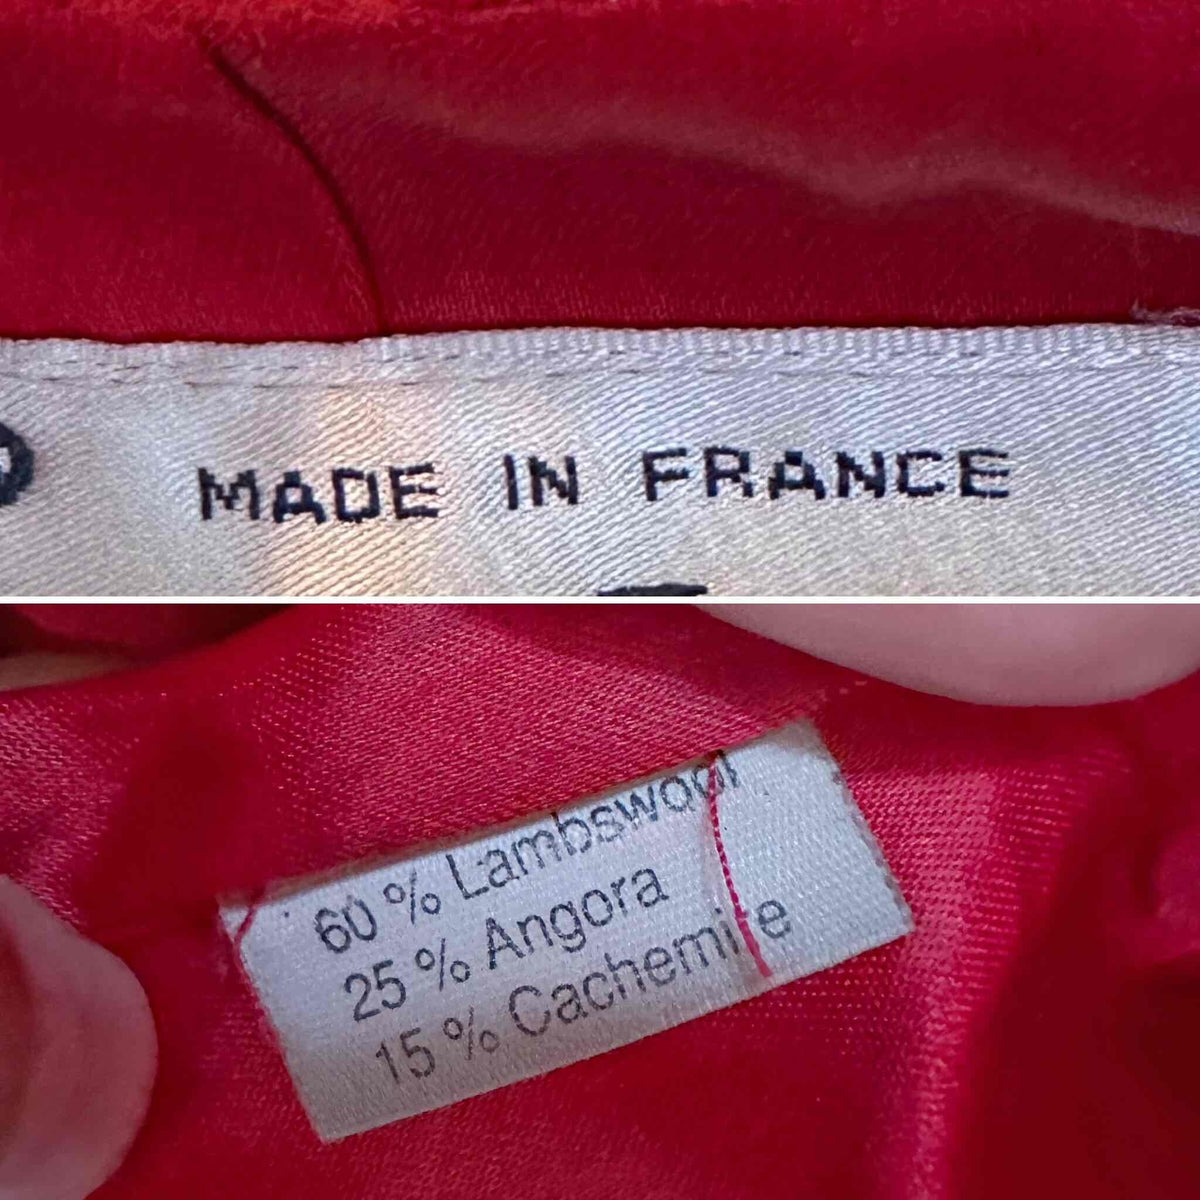 MADE IN FRANCE
60 % Lambswool
25 % Angora
15 % Cachemire